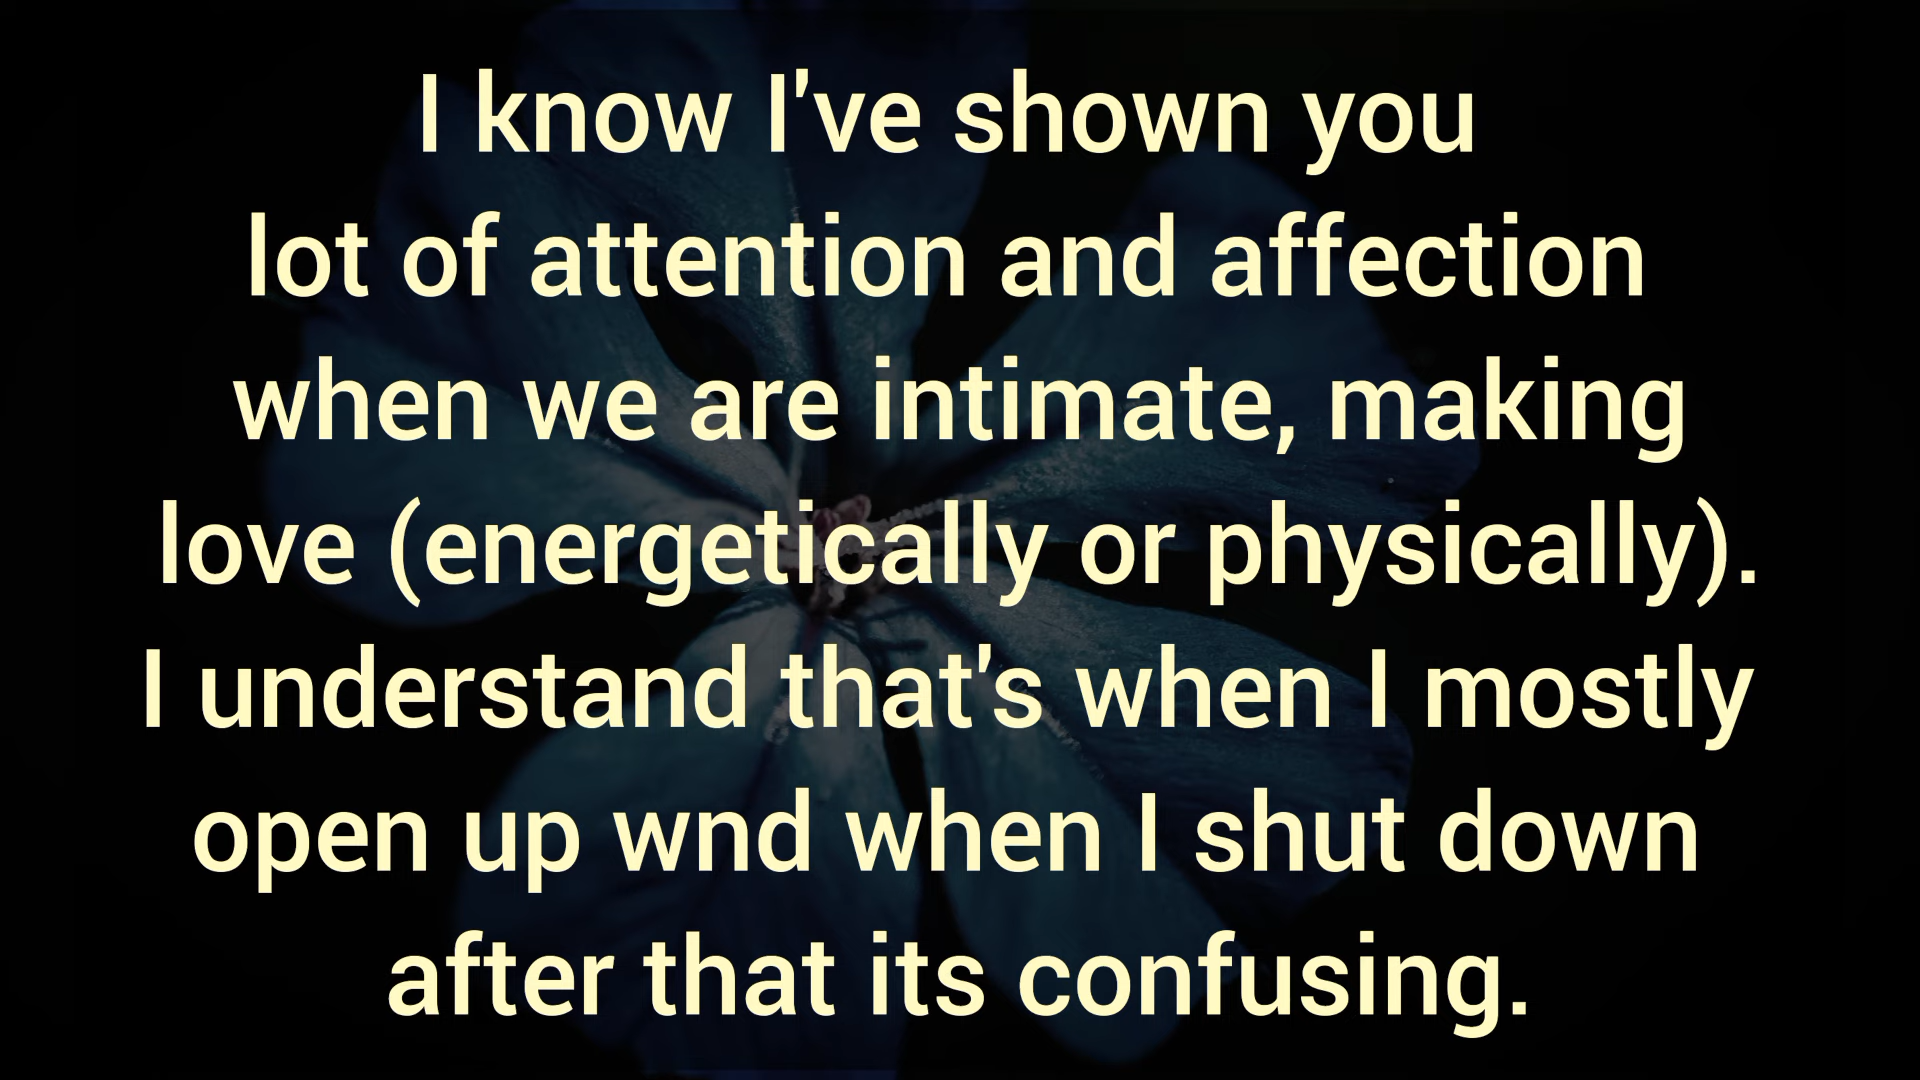 I know I've shown you
lot of attention and affection
when we are intimate, making
love (energetically or physically).
I understand that's when I mostly
open up wnd when I shut down
after that its confusing.